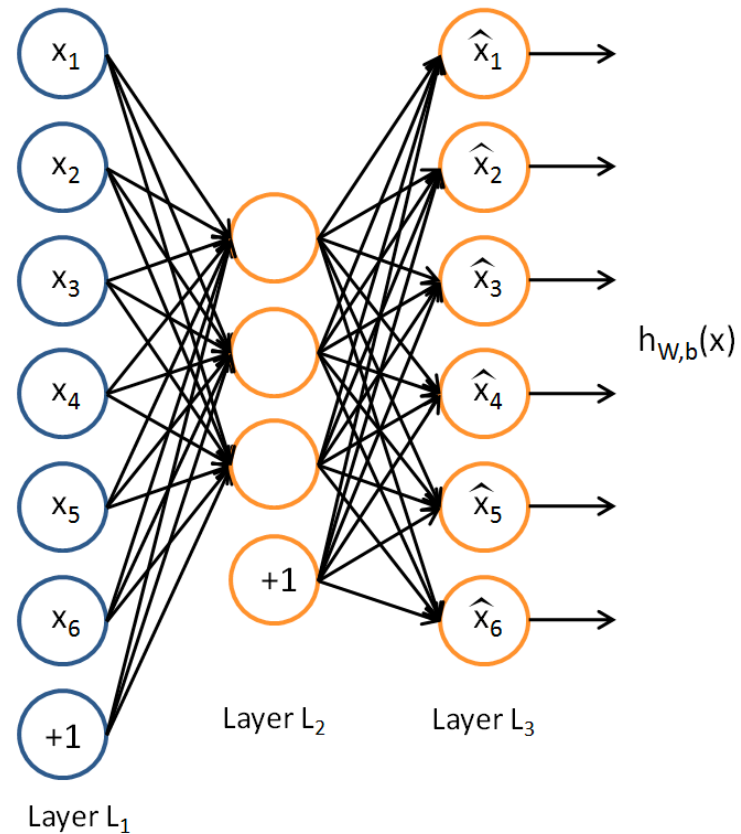 x₁
x₂
x₃
x₄
x₅
x₆
+1
Layer L₁
+1
Layer L₂
x̂₁
x̂₂
x̂₃
x̂₄
x̂₅
x̂₆
Layer L₃
h_W,b(x)